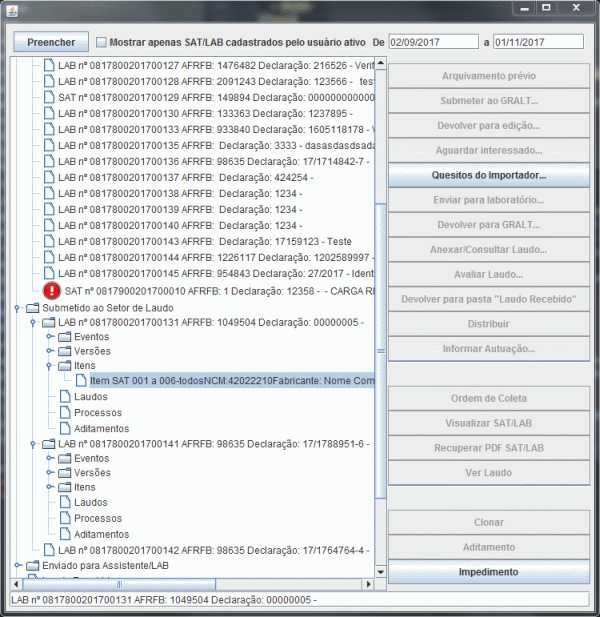 Preencher Mostrar apenas SAT/LAB cadastrados pelo usuário ativo De 02/09/2017 a 01/11/2017
LAB nº 0817800201700127 AFRFB: 1476482 Declaração: 216526 - Verif
LAB nº 0817800201700128 AFRFB: 2091243 Declaração: 123566 - tes
SAT nº 0817800201700129 AFRFB: 149894 Declaração: 000000000000
LAB nº 0817800201700130 AFRFB: 133363 Declaração: 1237895 -
LAB nº 0817800201700133 AFRFB: 933840 Declaração: 1605118178 - V
LAB nº 0817800201700135 AFRFB: Declaração: 3333 - dasasdasdsada
LAB nº 0817800201700136 AFRFB: 98635 Declaração: 17/1714842-7 -
LAB nº 0817800201700137 AFRFB: Declaração: 424254 -
LAB nº 0817800201700138 AFRFB: Declaração: 1234 -
LAB nº 0817800201700139 AFRFB: Declaração: 1234 -
LAB nº 0817800201700140 AFRFB: Declaração: 1234 -
LAB nº 0817800201700143 AFRFB: Declaração: 17159123 - Teste
LAB nº 0817800201700144 AFRFB: 1226117 Declaração: 1202589997 -
LAB nº 0817800201700145 AFRFB: 954843 Declaração: 27/2017 - Ident
SAT nº 0817900201700010 AFRFB: 1 Declaração: 12358 - - CARGA RE
Submetido ao Setor de Laudo
LAB nº 0817800201700131 AFRFB: 1049504 Declaração: 00000005 -
Eventos
Versões
Itens
Item SAT 001 a 006-todosNCM:42022210Fabricante: Nome Com
Laudos
Processos
Aditamentos
LAB nº 0817800201700141 AFRFB: 98635 Declaração: 17/1788951-6 -
Eventos
Versões
Itens
Laudos
Processos
Aditamentos
LAB nº 0817800201700142 AFRFB: 98635 Declaração: 17/1764764-4 -
Enviado para Assistente/LAB
Arquivamento prévio
Submeter ao GRALT...
Devolver para edição...
Aguardar interessado...
Quesitos do Importador...
Enviar para laboratório...
Devolver para GRALT...
Anexar/Consultar Laudo...
Avaliar Laudo...
Devolver para pasta "Laudo Recebido"
Distribuir
Informar Autuação...
Ordem de Coleta
Visualizar SAT/LAB
Recuperar PDF SAT/LAB
Ver Laudo
Clonar
Aditamento
Impedimento
LAB nº 0817800201700131 AFRFB: 1049504 Declaração: 00000005 -